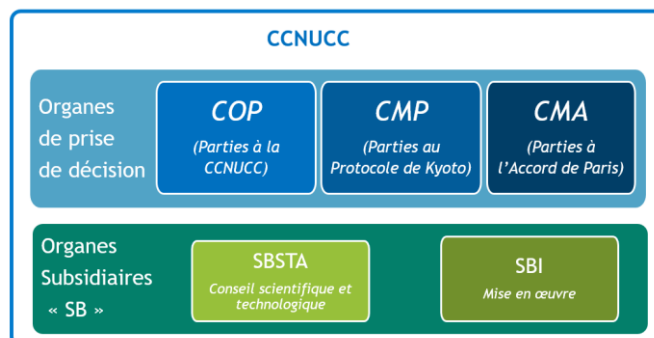 CCNUCC
Organes
de prise
de décision
COP
(Parties à la
CCNUCC)
CMP
(Parties au
Protocole de Kyoto)
CMA
(Parties à
l’Accord de Paris)
Organes
Subsidiaires
« SB »
SBSTA
Conseil scientifique et
technologique
SBI
Mise en œuvre